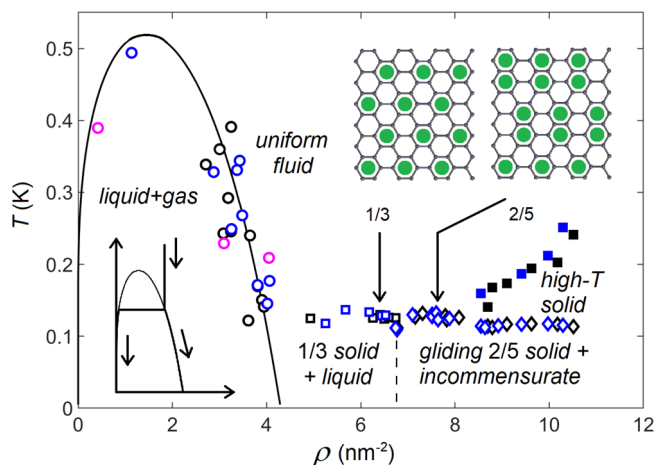 0.5
0.4
0.3
0.2
0.1
0
T (K)
uniform
fluid
liquid+gas
1/3
2/5
high-T
solid
1/3 solid
+ liquid
gliding 2/5 solid +
incommensurate
0 2 4 6 8 10 12
ρ (nm⁻²)